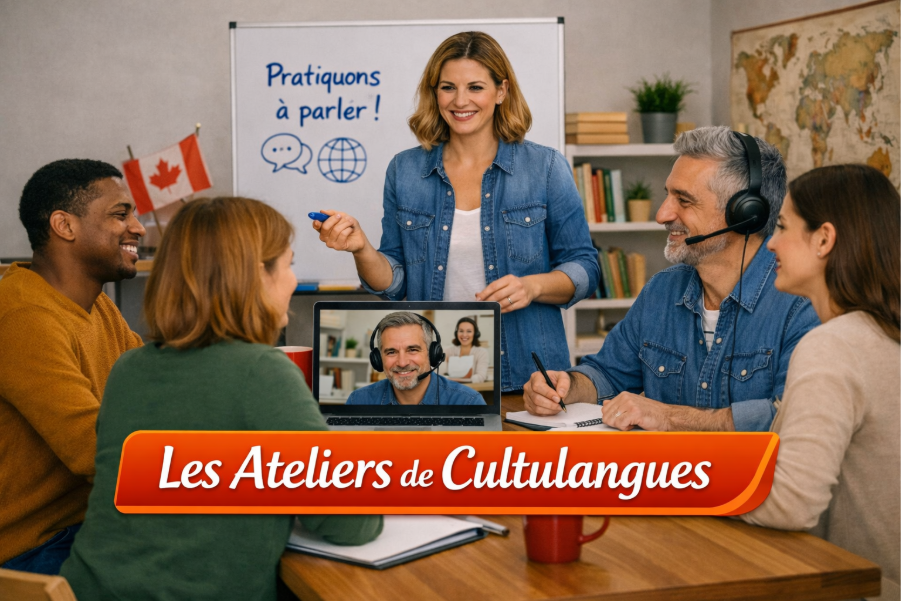 Pratiquons
à parler !
Les Ateliers de Cultulangues